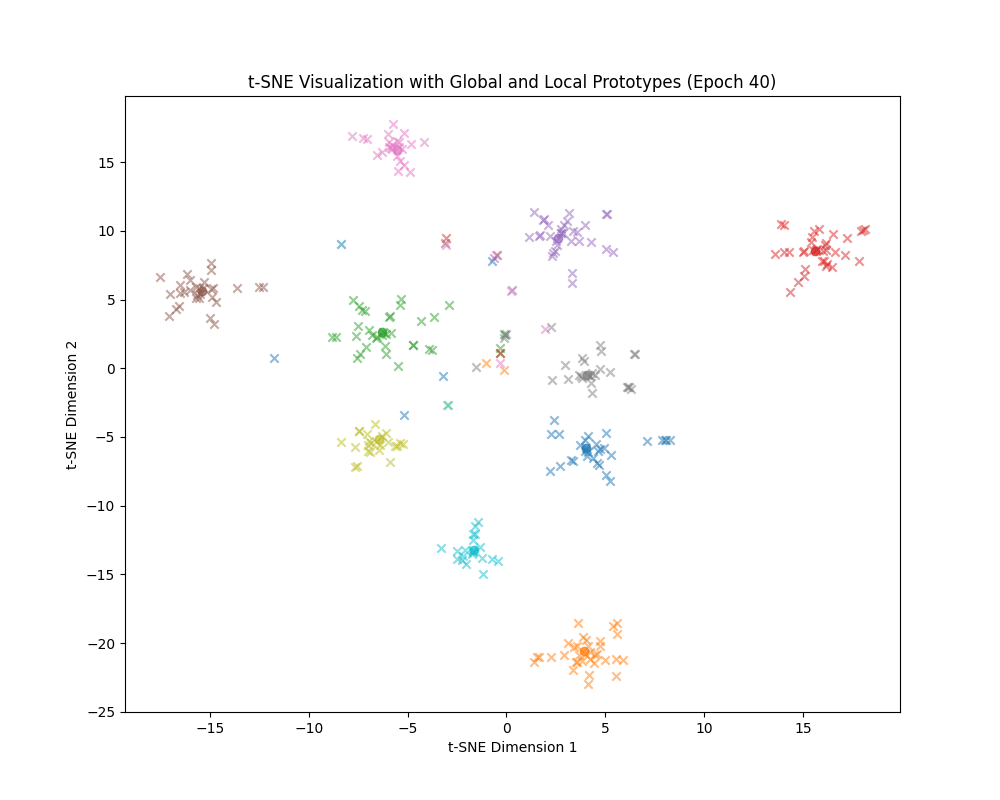 t-SNE Visualization with Global and Local Prototypes (Epoch 40)
15
10
5
0
−5
−10
−15
−20
−25
t-SNE Dimension 2
−15 −10 −5 0 5 10 15
t-SNE Dimension 1